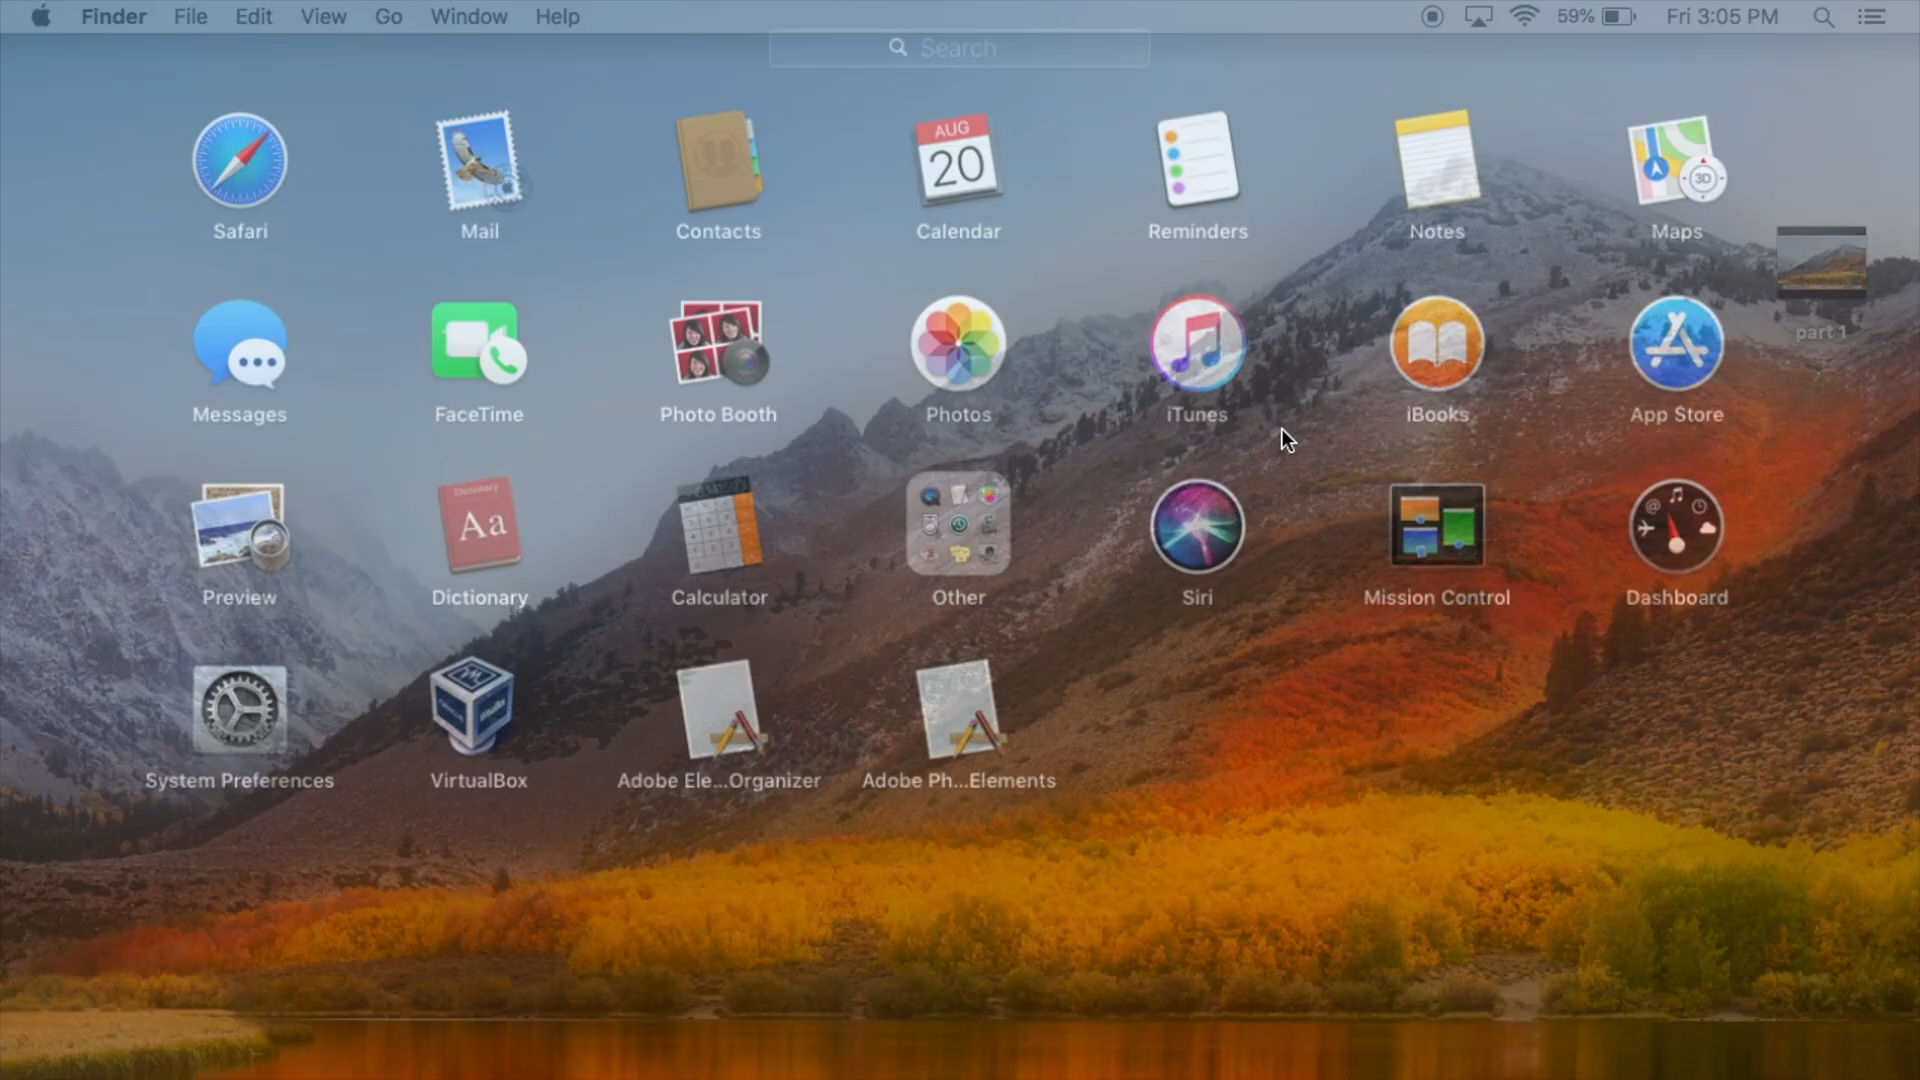 Finder File Edit View Go Window Help 59% Fri 3:05 PM
Search
AUG
20
3D
Safari Mail Contacts Calendar Reminders Notes Maps
part 1
Messages FaceTime Photo Booth Photos iTunes iBooks App Store
Dictionary
Aa
Preview Dictionary Calculator Other Siri Mission Control Dashboard
System Preferences VirtualBox Adobe Ele...Organizer Adobe Ph...Elements